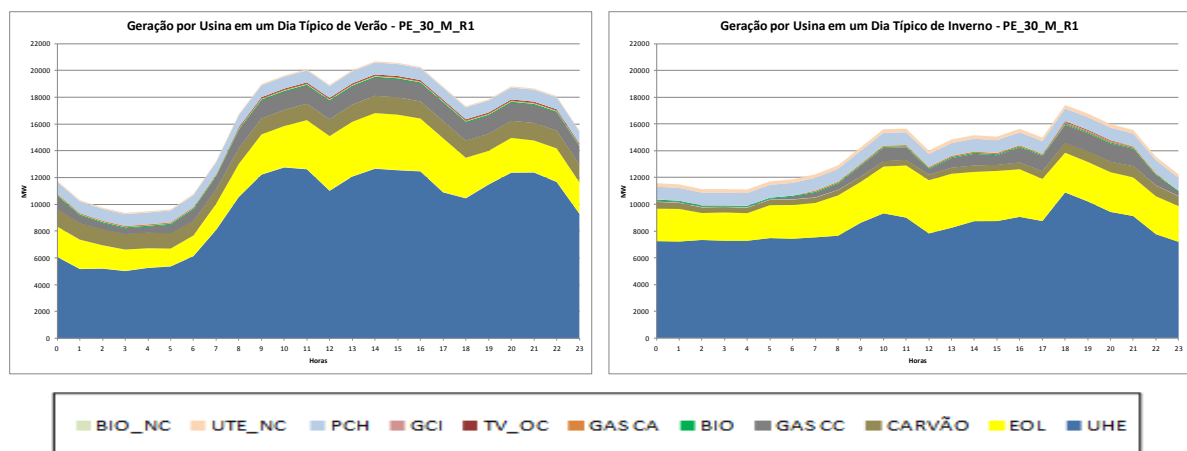 Geração por Usina em um Dia Típico de Verão - PE_30_M_R1
22000
20000
18000
16000
14000
12000
10000
8000
6000
4000
2000
0
MW
0 1 2 3 4 5 6 7 8 9 10 11 12 13 14 15 16 17 18 19 20 21 22 23
Horas
Geração por Usina em um Dia Típico de Inverno - PE_30_M_R1
22000
20000
18000
16000
14000
12000
10000
8000
6000
4000
2000
0
MW
0 1 2 3 4 5 6 7 8 9 10 11 12 13 14 15 16 17 18 19 20 21 22 23
Horas
BIO_NC UTE_NC PCH GCI TV_OC GAS CA BIO GAS CC CARVÃO EOL UHE